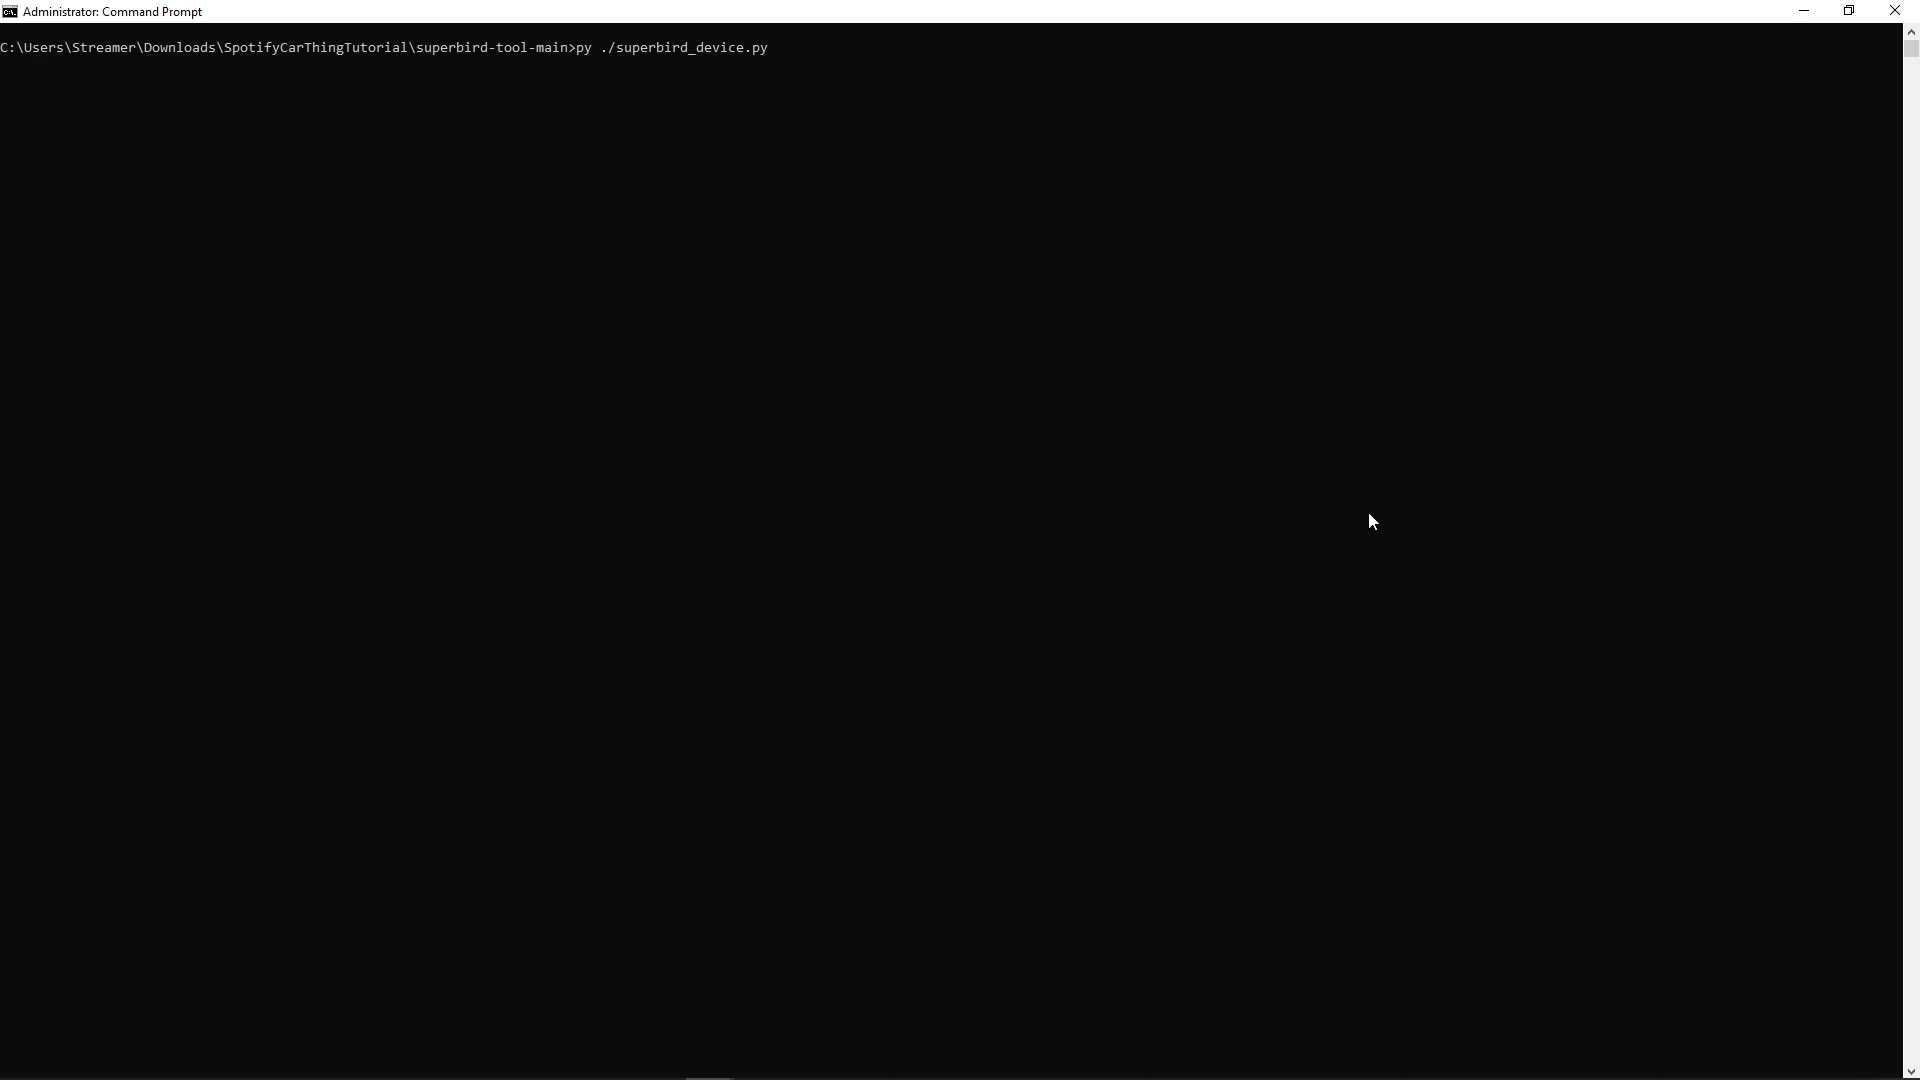 Administrator: Command Prompt
C:\Users\Streamer\Downloads\SpotifyCarThingTutorial\superbird-tool-main>py ./superbird_device.py